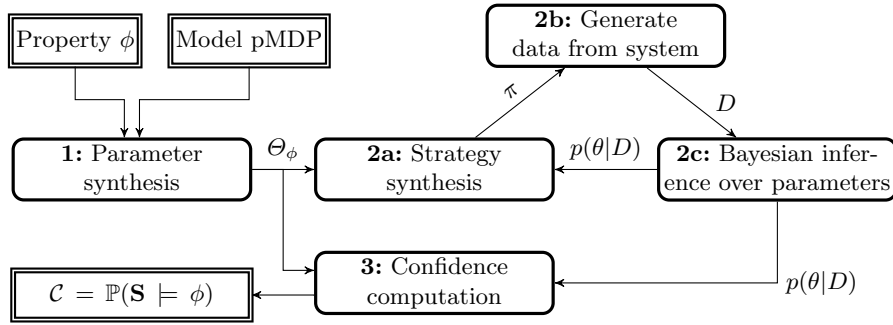 Property ϕ
Model pMDP
2b: Generate
data from system
π
D
1: Parameter
synthesis
Θ_ϕ
2a: Strategy
synthesis
p(θ|D)
2c: Bayesian infer-
ence over parameters
3: Confidence
computation
p(θ|D)
𝒞 = ℙ(S ⊨ ϕ)